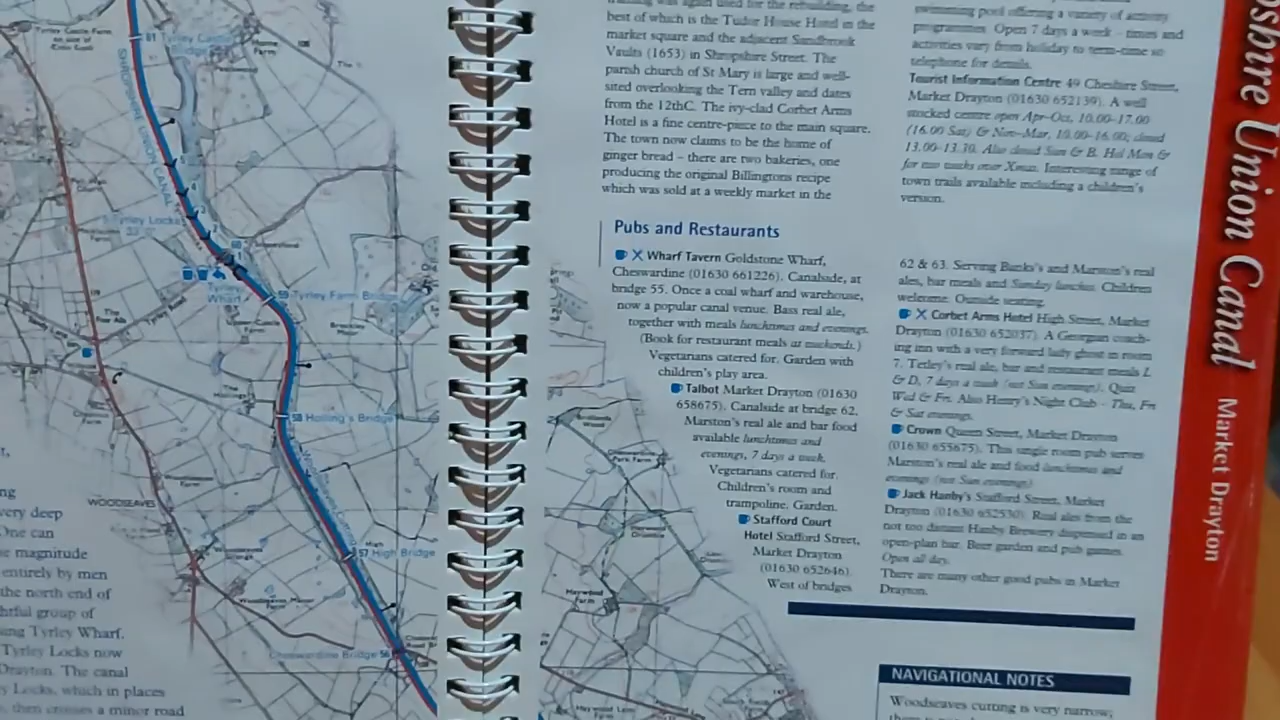 best of which is the Tudor House Hotel in the
market square and the adjacent Sandbrook
Vaults (1653) in Shropshire Street. The
parish church of St Mary is large and well-
sited overlooking the Tern valley and dates
from the 12thC. The ivy-clad Corbet Arms
Hotel is a fine centre-piece to the main square.
The town now claims to be the home of
ginger bread – there are two bakeries, one
producing the original Billingtons recipe
which was sold at a weekly market in the
swimming pool offering a variety of activity
programmes. Open 7 days a week – times and
activities vary from holiday to term-time so
telephone for details.
Tourist Information Centre 49 Cheshire Street,
Market Drayton (01630 652139). A well
stocked centre open Apr-Oct, 10.00-17.00
(16.00 Sat) & Nov-Mar, 10.00-16.00; closed
13.00-13.30. Also closed Sun & B. Hol Mon &
for two weeks over Xmas. Interesting range of
town trails available including a children's
version.
Pubs and Restaurants
Wharf Tavern Goldstone Wharf,
Cheswardine (01630 661226). Canalside, at
bridge 55. Once a coal wharf and warehouse,
now a popular canal venue. Bass real ale,
together with meals lunchtimes and evenings.
(Book for restaurant meals at weekends.)
Vegetarians catered for. Garden with
children's play area.
Talbot Market Drayton (01630
658675). Canalside at bridge 62.
Marston's real ale and bar food
available lunchtimes and
evenings, 7 days a week.
Vegetarians catered for.
Children's room and
trampoline. Garden.
Stafford Court
Hotel Stafford Street,
Market Drayton
(01630 652646)
West of bridges
62 & 63. Serving Banks's and Marston's real
ales, bar meals and Sunday lunches. Children
welcome. Outside seating.
Corbet Arms Hotel High Street, Market
Drayton (01630 652037). A Georgian coach-
ing inn with a very forward lady ghost in room
7. Tetley's real ale, bar and restaurant meals L
& D, 7 days a week (not Sun evenings). Quiz
Wed & Fri. Also Henry's Night Club - Thu, Fri
& Sat evenings.
Crown Queen Street, Market Drayton
(01630 655675). This single room pub serves
Marston's real ale and food lunchtimes and
evenings (not Sun evenings)
Jack Hanby's Stafford Street, Market
Drayton (01630 652530). Real ales from the
not too distant Hanby Brewery dispensed in an
open-plan bar. Beer garden and pub games.
Open all day.
There are many other good pubs in Market
Drayton.
NAVIGATIONAL NOTES
Woodseaves cutting is very narrow;
Union Canal
Market Drayton
SHROPSHIRE UNION CANAL
61 Tyrley Castle
Bridge
5 Tyrley Locks
33'
60
Wharf
59 Tyrley Farm Bridge
58 Holling's Bridge
57 High Bridge
Cheswardine Bridge 56
WOODSEAVES
Park Farm
Haywood
Farm
very deep
One can
magnitude
entirely by men
the north end of
group of
Tyrley Wharf.
Tyrley Locks now
Drayton. The canal
Locks, which in places
then crosses a minor road